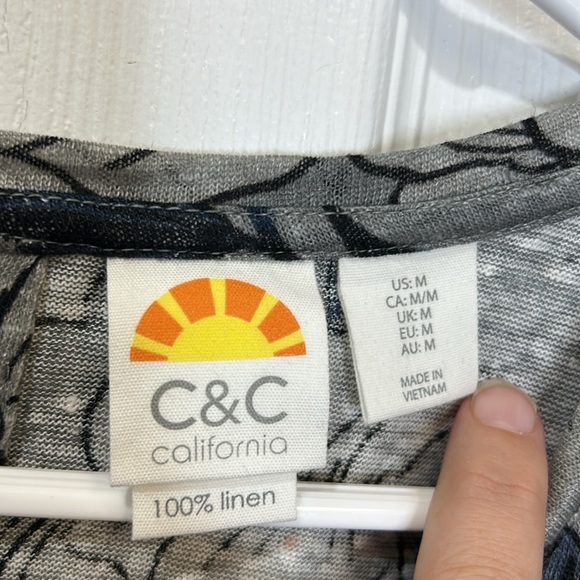 C&C
california
100% linen
US: M
CA: M/M
UK: M
EU: M
AU: M
MADE IN
VIETNAM